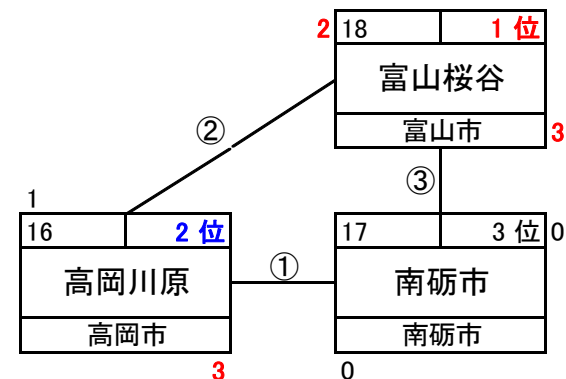 2 18 1 位
富山桜谷
富山市 3
②
③
1
16 2 位
高岡川原
高岡市
3
①
17 3 位 0
南砺市
南砺市
0